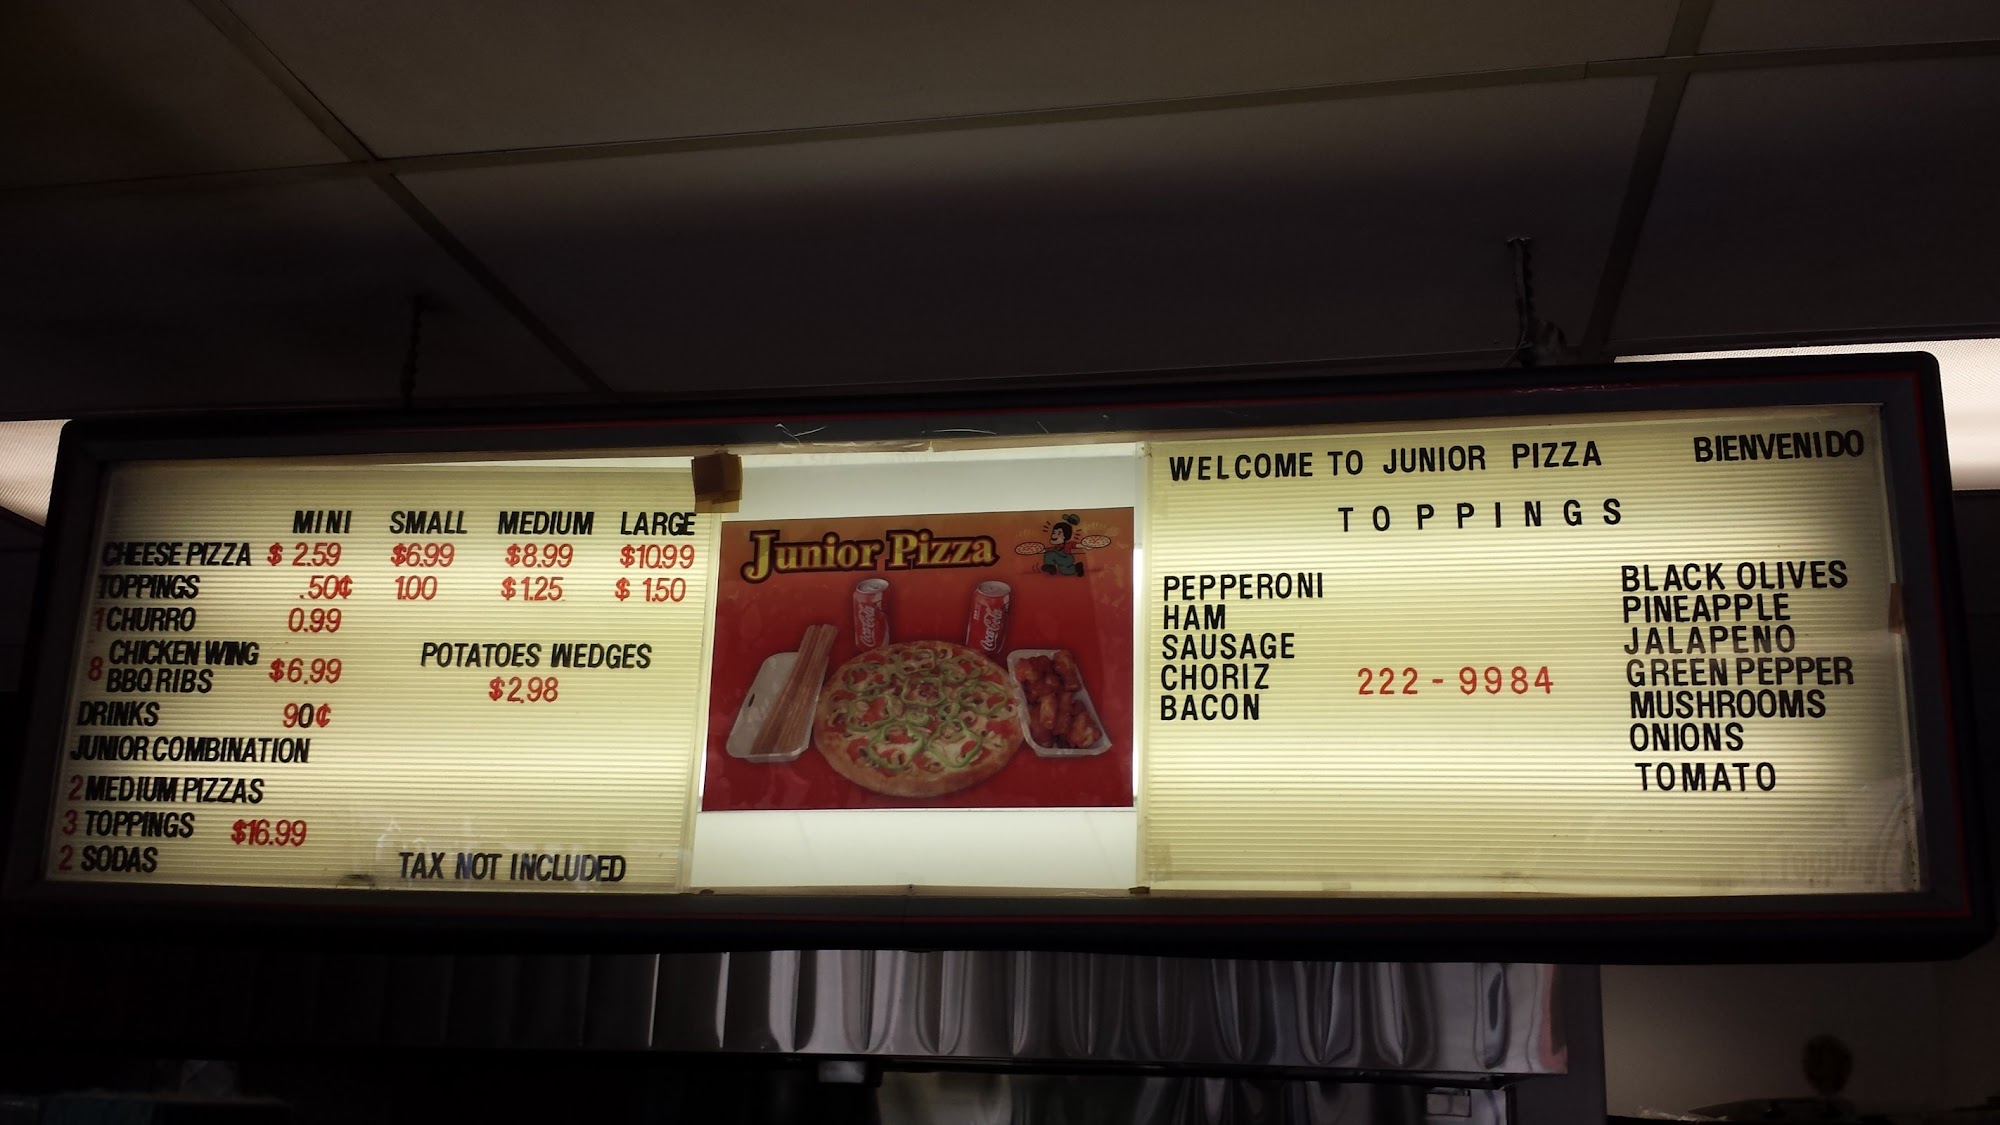 MINI SMALL MEDIUM LARGE
CHEESE PIZZA $2.59 $6.99 $8.99 $10.99
TOPPINGS .50¢ 1.00 $1.25 $1.50
1 CHURRO 0.99
8 CHICKEN WING
BBQ RIBS $6.99
DRINKS 90¢
JUNIOR COMBINATION
2 MEDIUM PIZZAS
3 TOPPINGS $16.99
2 SODAS
POTATOES WEDGES
$2.98
TAX NOT INCLUDED
Junior Pizza
Coca-Cola
Coca-Cola
WELCOME TO JUNIOR PIZZA BIENVENIDO
TOPPINGS
PEPPERONI
HAM
SAUSAGE
CHORIZ
BACON
222-9984
BLACK OLIVES
PINEAPPLE
JALAPENO
GREEN PEPPER
MUSHROOMS
ONIONS
TOMATO